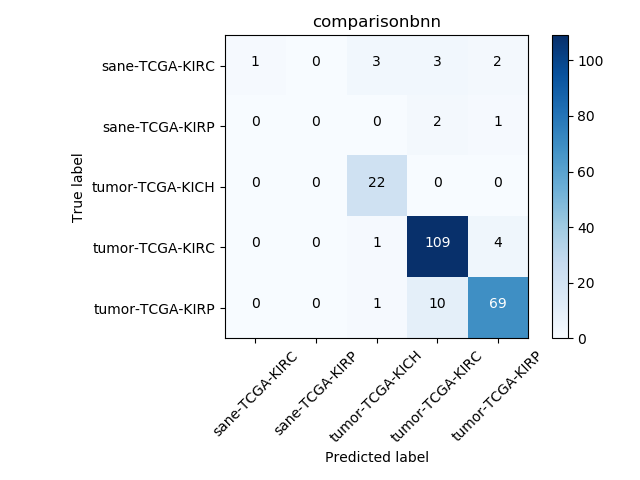 comparisonbnn
True label
sane-TCGA-KIRC 1 0 3 3 2
sane-TCGA-KIRP 0 0 0 2 1
tumor-TCGA-KICH 0 0 22 0 0
tumor-TCGA-KIRC 0 0 1 109 4
tumor-TCGA-KIRP 0 0 1 10 69
sane-TCGA-KIRC
sane-TCGA-KIRP
tumor-TCGA-KICH
tumor-TCGA-KIRC
tumor-TCGA-KIRP
Predicted label
100
80
60
40
20
0